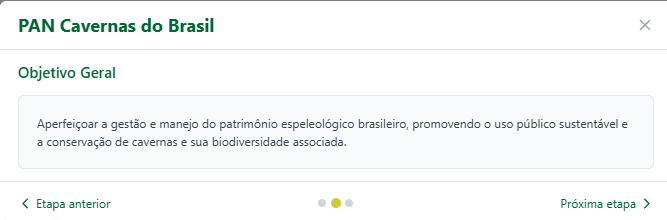 PAN Cavernas do Brasil
Objetivo Geral
Aperfeiçoar a gestão e manejo do patrimônio espeleológico brasileiro, promovendo o uso público sustentável e
a conservação de cavernas e sua biodiversidade associada.
Etapa anterior
Próxima etapa